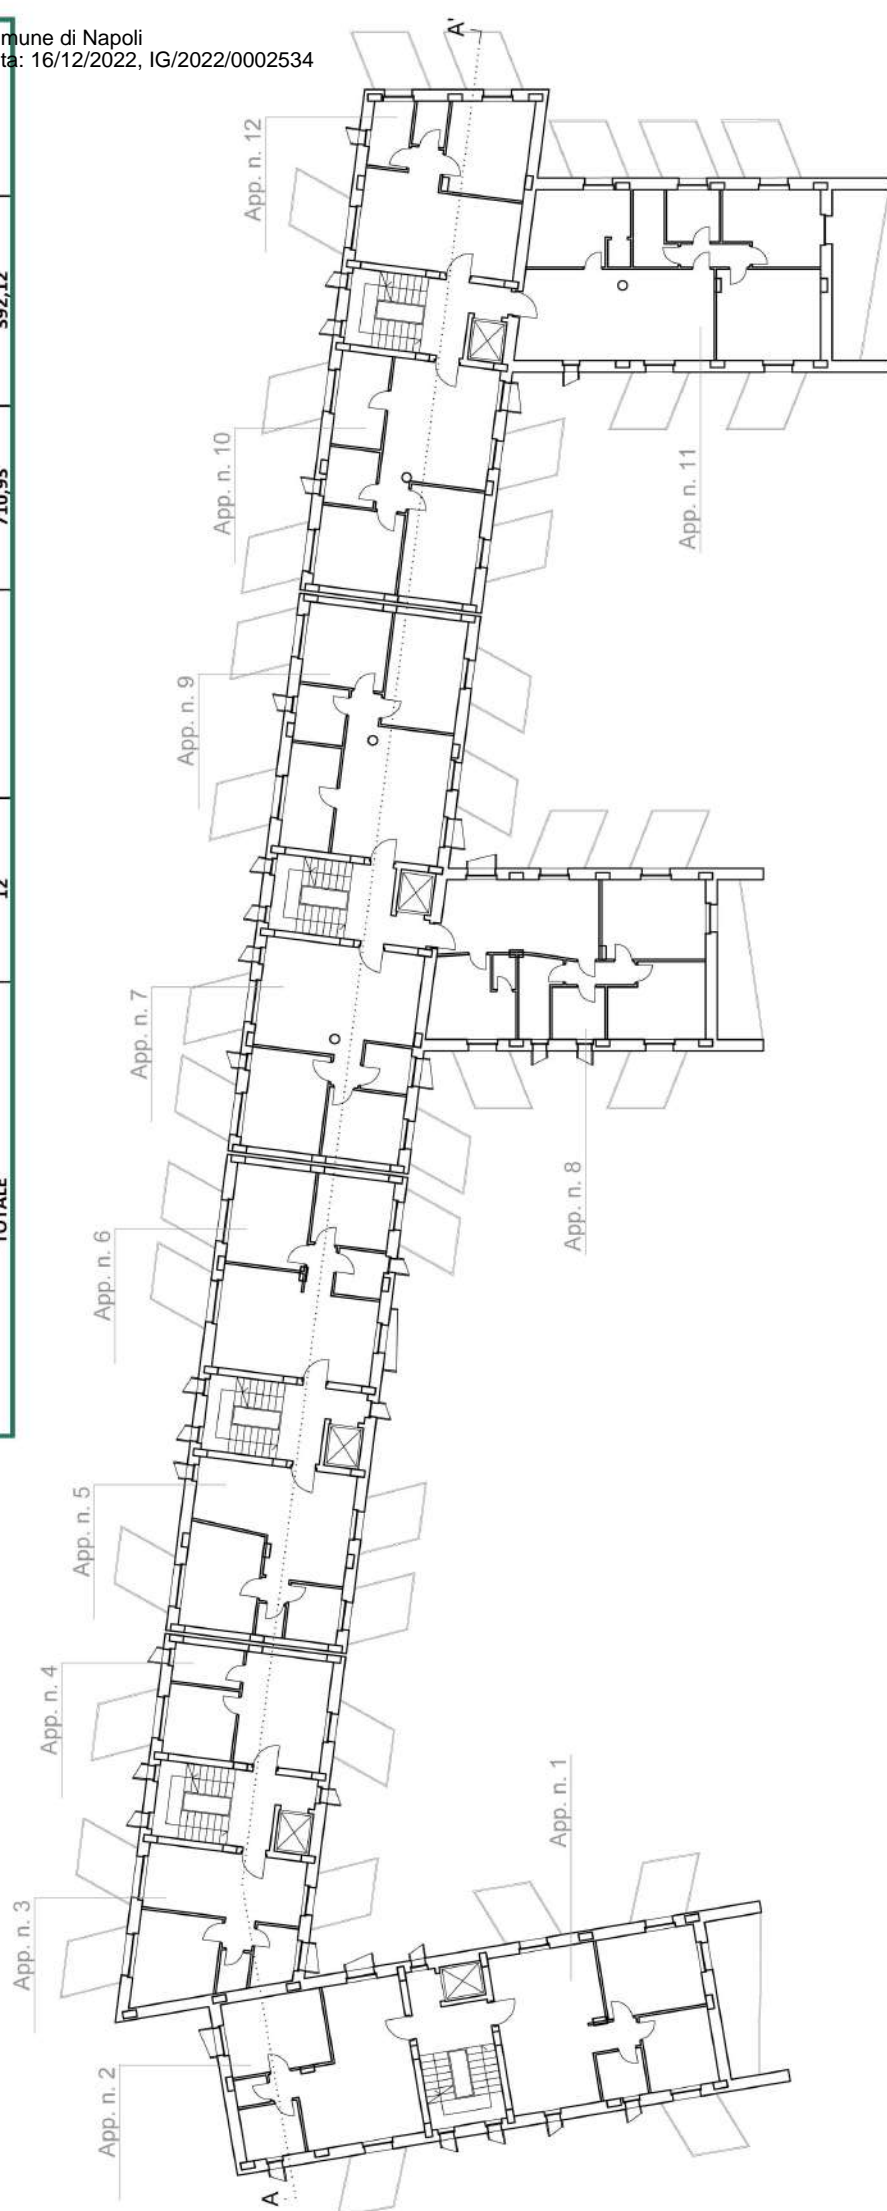 mune di Napoli
ta: 16/12/2022, IG/2022/0002534
TOTALE
12
710,93
392,12
A'
App. n. 12
App. n. 10
App. n. 11
App. n. 9
App. n. 7
App. n. 8
App. n. 6
App. n. 5
App. n. 4
App. n. 1
App. n. 3
App. n. 2
A